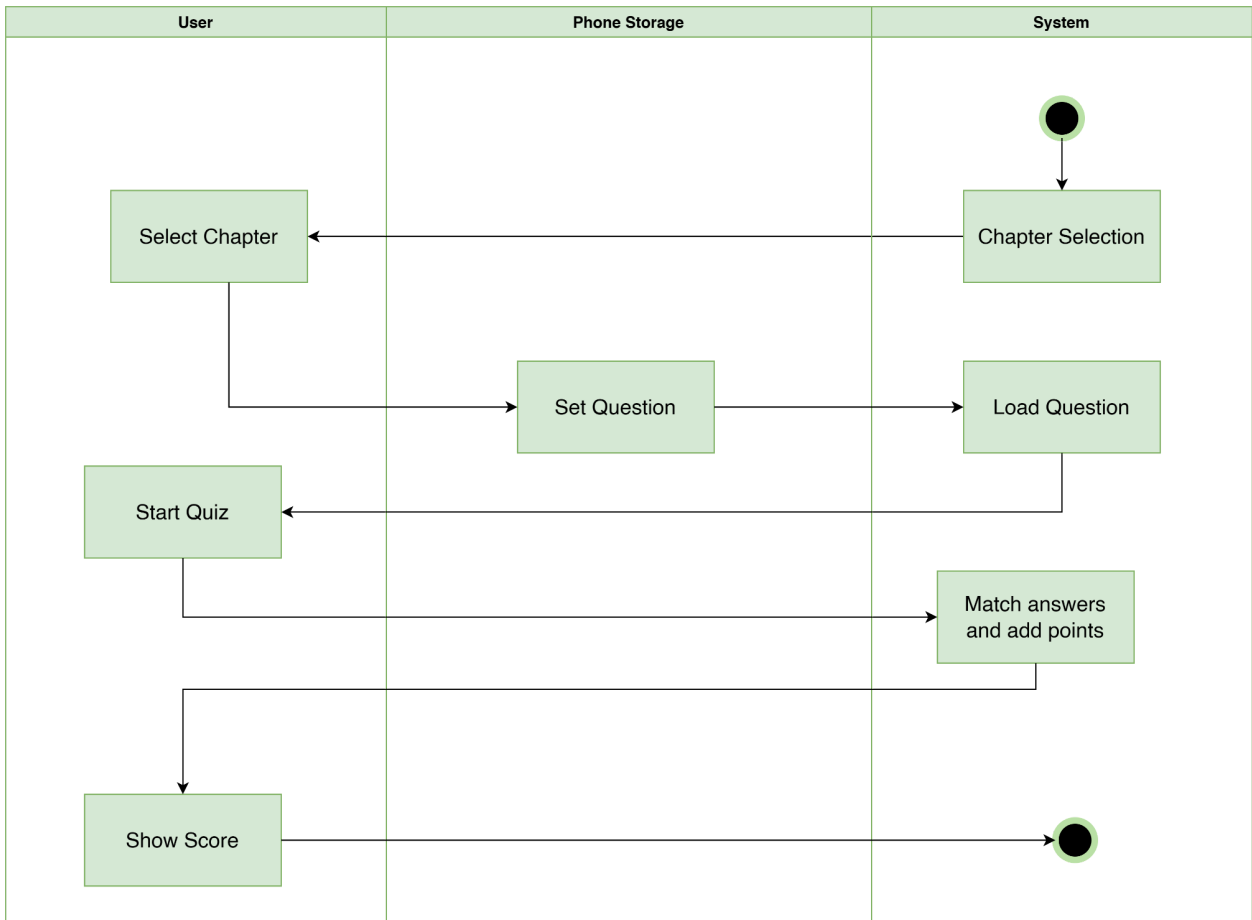 User
Phone Storage
System
Select Chapter
Chapter Selection
Set Question
Load Question
Start Quiz
Match answers
and add points
Show Score